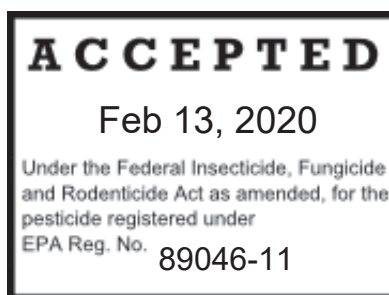 ACCEPTED
Feb 13, 2020
Under the Federal Insecticide, Fungicide
and Rodenticide Act as amended, for the
pesticide registered under
EPA Reg. No. 89046-11